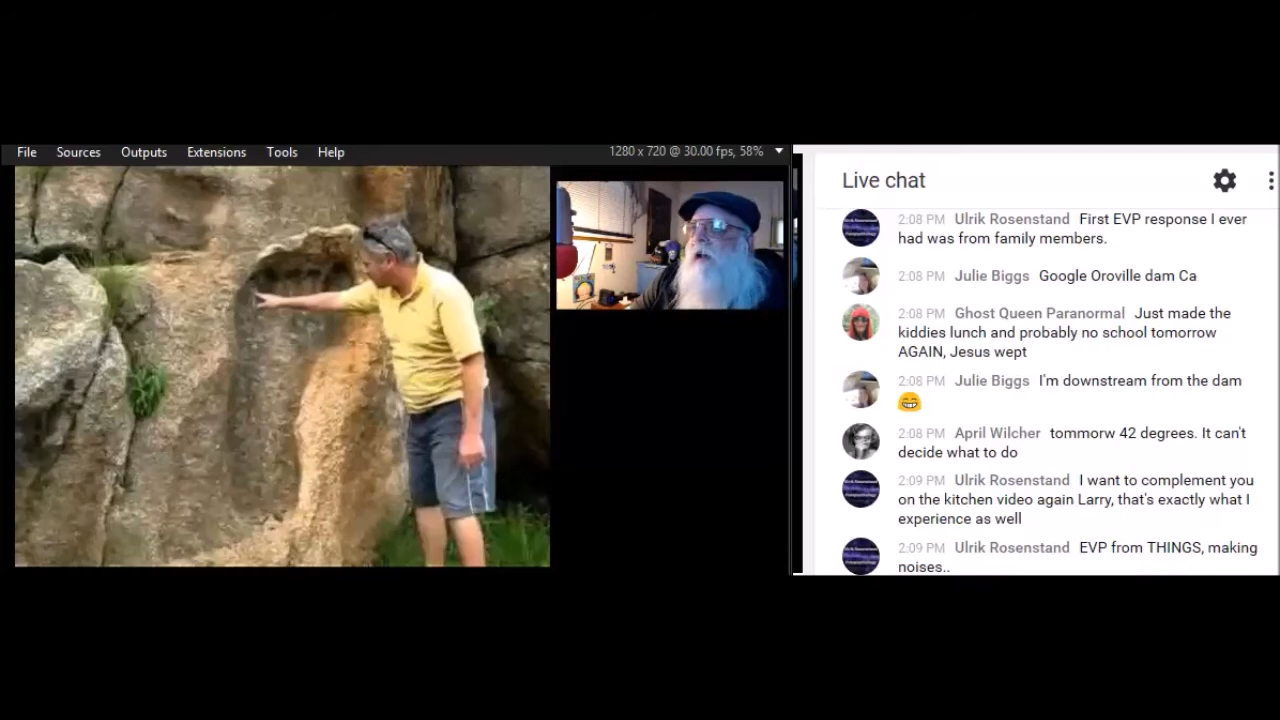 File Sources Outputs Extensions Tools Help 1280 x 720 @ 30.00 fps, 58%
Live chat
2:08 PM Ulrik Rosenstand First EVP response I ever
had was from family members.
2:08 PM Julie Biggs Google Oroville dam Ca
2:08 PM Ghost Queen Paranormal Just made the
kiddies lunch and probably no school tomorrow
AGAIN, Jesus wept
2:08 PM Julie Biggs I'm downstream from the dam
😁
2:08 PM April Wilcher tommorw 42 degrees. It can't
decide what to do
2:09 PM Ulrik Rosenstand I want to complement you
on the kitchen video again Larry, that's exactly what I
experience as well
2:09 PM Ulrik Rosenstand EVP from THINGS, making
noises..